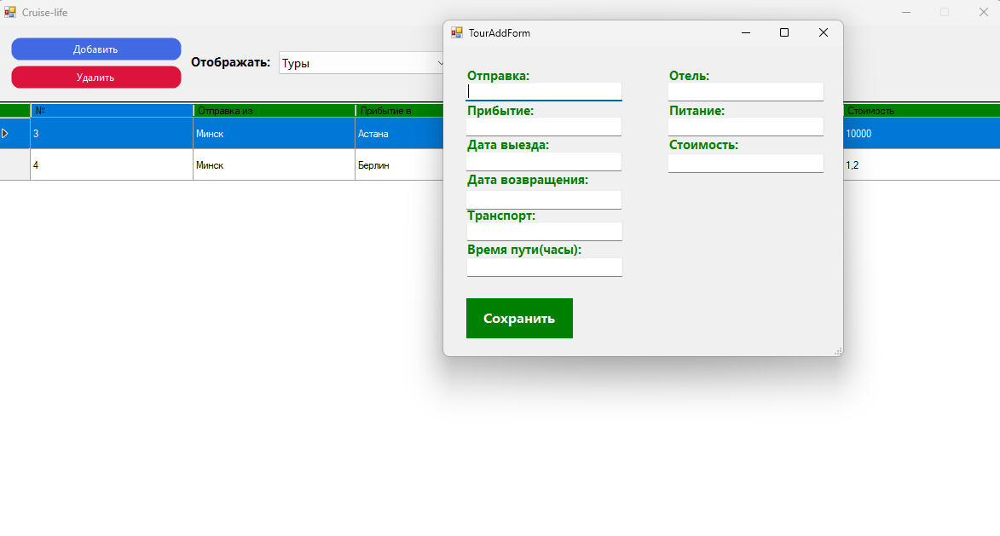 Cruise-life
Добавить
Удалить
Отображать:
Туры
№ Отправка из Прибытие в Стоимость
3 Минск Астана 10000
4 Минск Берлин 1,2
TourAddForm
Отправка:
Прибытие:
Дата выезда:
Дата возвращения:
Транспорт:
Время пути(часы):
Отель:
Питание:
Стоимость:
Сохранить